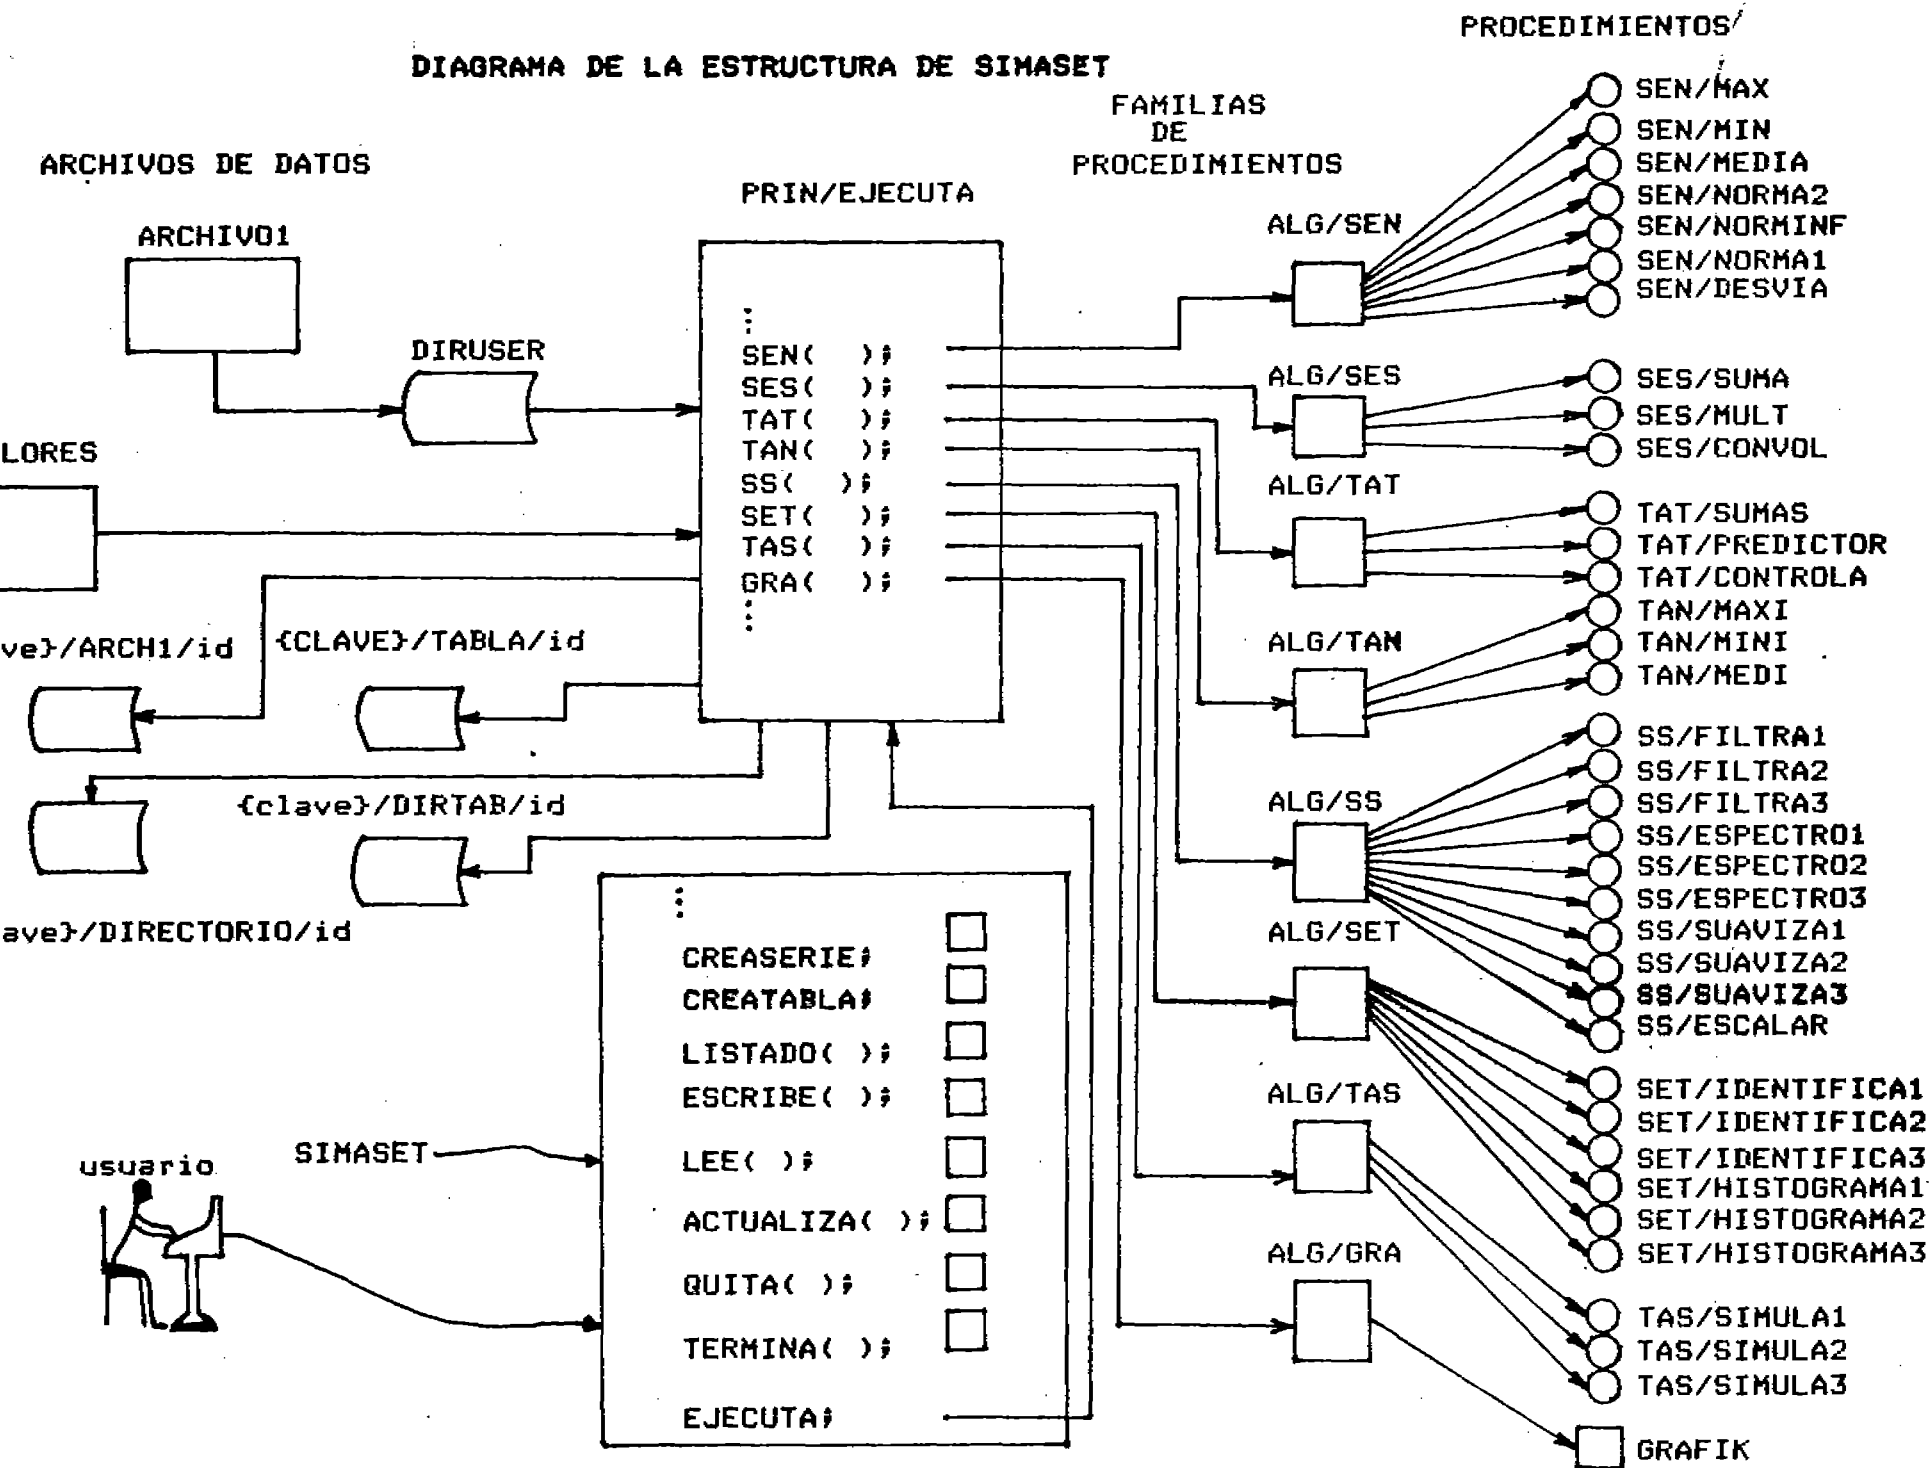 PROCEDIMIENTOS
DIAGRAMA DE LA ESTRUCTURA DE SIMASET
FAMILIAS
DE
PROCEDIMIENTOS
ARCHIVOS DE DATOS
PRIN/EJECUTA
ARCHIVO1
DIRUSER
LORES
ve}/ARCH1/id
{CLAVE}/TABLA/id
{clave}/DIRTAB/id
ave}/DIRECTORIO/id
SEN( );
SES( );
TAT( );
TAN( );
SS( );
SET( );
TAS( );
GRA( );
CREASERIE;
CREATABLA;
LISTADO( );
ESCRIBE( );
LEE( );
ACTUALIZA( );
QUITA( );
TERMINA( );
EJECUTA;
SIMASET
usuario
ALG/SEN
ALG/SES
ALG/TAT
ALG/TAN
ALG/SS
ALG/SET
ALG/TAS
ALG/GRA
SEN/MAX
SEN/MIN
SEN/MEDIA
SEN/NORMA2
SEN/NORMINF
SEN/NORMA1
SEN/DESVIA
SES/SUMA
SES/MULT
SES/CONVOL
TAT/SUMAS
TAT/PREDICTOR
TAT/CONTROLA
TAN/MAXI
TAN/MINI
TAN/MEDI
SS/FILTRA1
SS/FILTRA2
SS/FILTRA3
SS/ESPECTRO1
SS/ESPECTRO2
SS/ESPECTRO3
SS/SUAVIZA1
SS/SUAVIZA2
SS/SUAVIZA3
SS/ESCALAR
SET/IDENTIFICA1
SET/IDENTIFICA2
SET/IDENTIFICA3
SET/HISTOGRAMA1
SET/HISTOGRAMA2
SET/HISTOGRAMA3
TAS/SIMULA1
TAS/SIMULA2
TAS/SIMULA3
GRAFIK